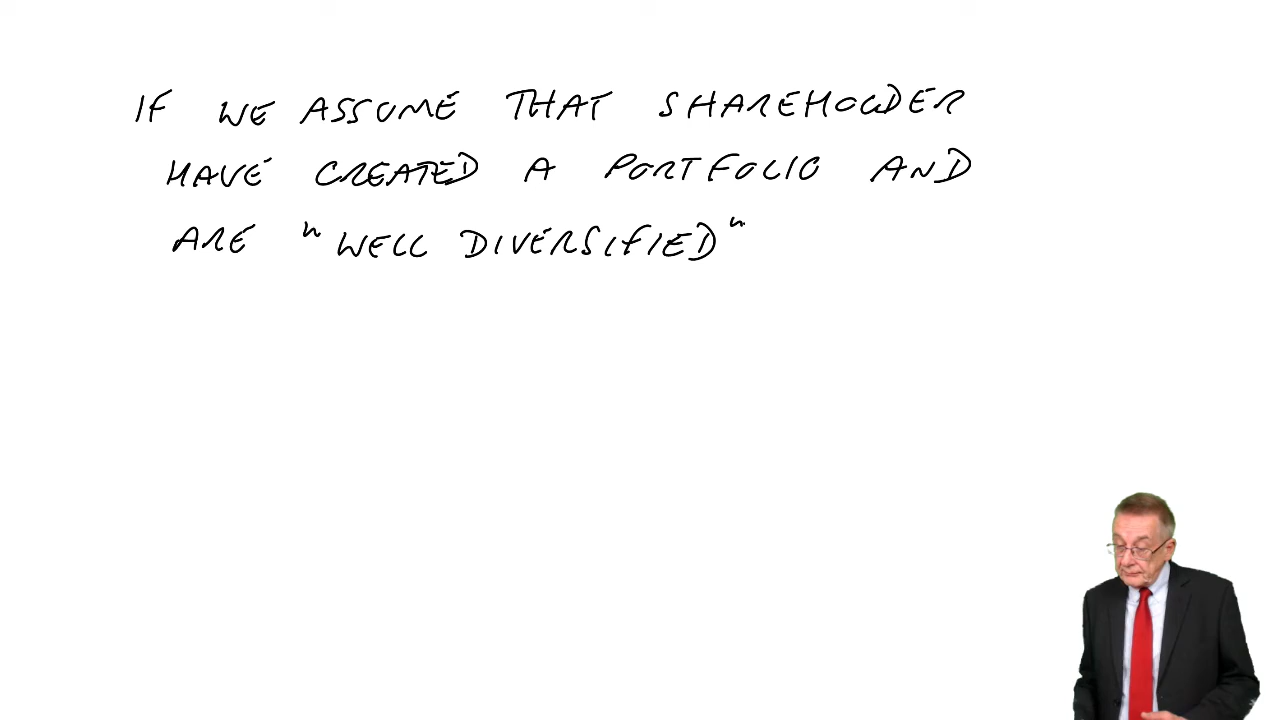 IF WE ASSUME THAT SHAREHOLDER
HAVE CREATED A PORTFOLIO AND
ARE "WELL DIVERSIFIED"